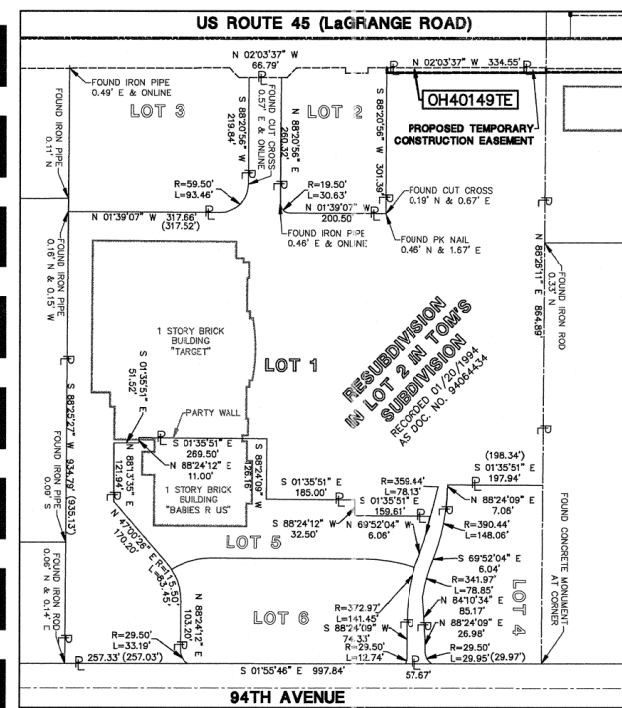 US ROUTE 45 (LaGRANGE ROAD)
N 02°03'37" W
66.79'
N 02°03'37" W 334.55'
FOUND IRON PIPE
0.49' E & ONLINE
OH40149TE
PROPOSED TEMPORARY
CONSTRUCTION EASEMENT
LOT 3
LOT 2
FOUND IRON PIPE
0.11' N
S 88°20'56" W
219.84'
FOUND CUT CROSS
0.57' E & ONLINE
N 88°20'56" E
260.32'
S 88°20'56" W
301.35'
R=59.50'
L=93.46'
R=19.50'
L=30.63'
FOUND CUT CROSS
0.19' N & 0.67' E
N 01°39'07" W 317.66'
(317.52')
N 01°39'07" W
200.50'
FOUND IRON PIPE
0.46' E & ONLINE
FOUND PK NAIL
0.46' N & 1.67' E
FOUND IRON PIPE
0.16' N & 0.15' W
N 88°25'11" E 864.89'
FOUND IRON ROD
0.33' N
1 STORY BRICK
BUILDING
"TARGET"
LOT 1
RESUBDIVISION
IN LOT 2 IN TOM'S
SUBDIVISION
RECORDED 01/20/1994
AS DOC. NO. 94064434
S 01°35'51" E
51.52'
PARTY WALL
S 88°25'27" W 934.79' (935.13')
S 01°35'51" E
269.50'
N 88°24'12" E
11.00'
N 88°13'35" E
121.94'
S 88°24'09" W
126.16'
1 STORY BRICK
BUILDING
"BABIES R US"
FOUND IRON PIPE
0.09' S
S 01°35'51" E
185.00'
R=359.44'
L=78.13'
(198.34')
S 01°35'51" E
197.94'
S 01°35'51" E
159.61'
N 88°24'09" E
7.06'
S 88°24'12" W
32.50'
N 69°52'04" W
6.06'
R=390.44'
L=148.06'
FOUND CONCRETE MONUMENT
AT CORNER
N 47°00'26" E
170.20'
LOT 5
R=115.50'
L=83.45'
S 69°52'04" E
6.04'
R=341.97'
L=78.85'
LOT 4
FOUND IRON ROD
0.06' N & 0.14' E
N 88°24'12" E
103.20'
LOT 6
R=372.97'
L=141.45'
S 88°24'09" W
74.33'
N 84°10'34" E
85.17'
N 88°24'09" E
26.98'
R=29.50'
L=33.19'
R=29.50'
L=12.74'
R=29.50'
L=29.95' (29.97')
257.33' (257.03')
S 01°55'46" E 997.84'
57.67'
94TH AVENUE